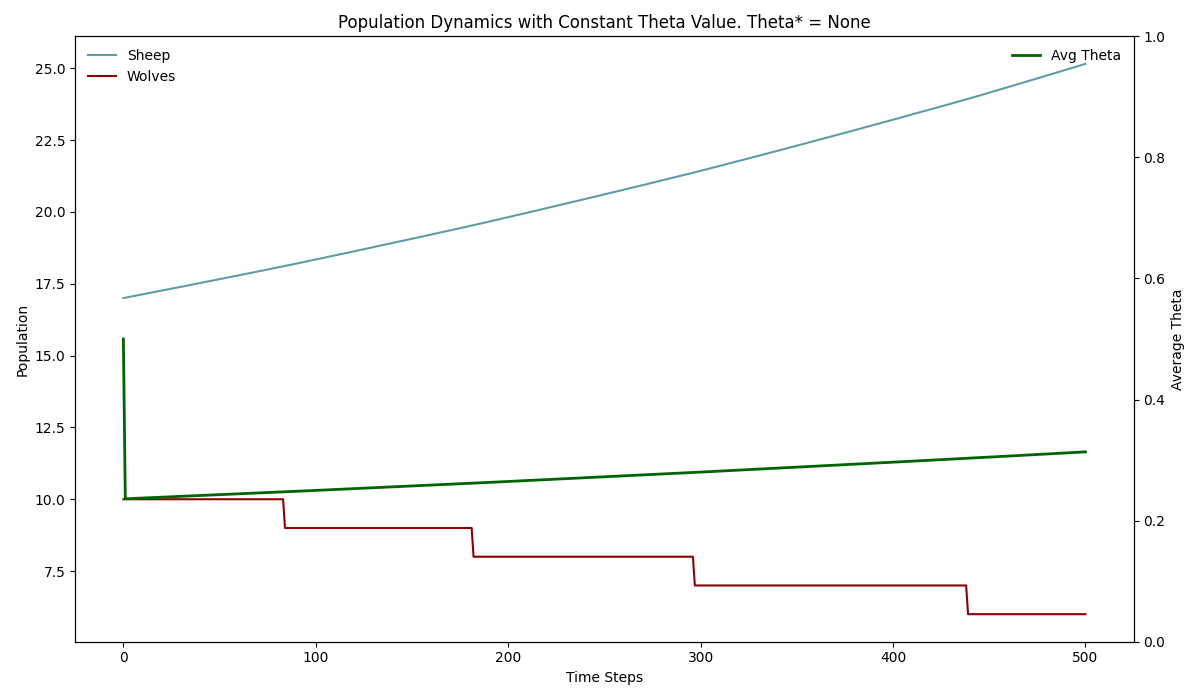 Population Dynamics with Constant Theta Value. Theta* = None
Sheep
Wolves
Avg Theta
25.0
22.5
20.0
17.5
15.0
12.5
10.0
7.5
Population
1.0
0.8
0.6
0.4
0.2
0.0
Average Theta
0 100 200 300 400 500
Time Steps